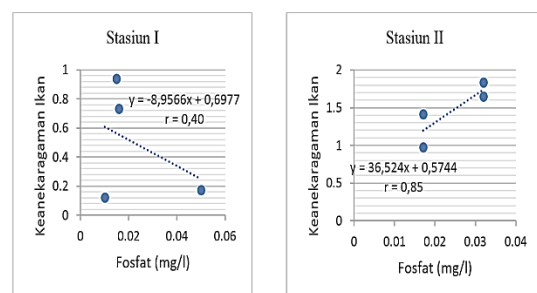 Stasiun I
Keanekaragaman Ikan
1
0.8
0.6
0.4
0.2
0
y = -8,9566x + 0,6977
r = 0,40
0
0.02
0.04
0.06
Fosfat (mg/l)
Stasiun II
Keanekaragaman Ikan
2
1.5
1
0.5
0
y = 36,524x + 0,5744
r = 0,85
0
0.01
0.02
0.03
0.04
Fosfat (mg/l)